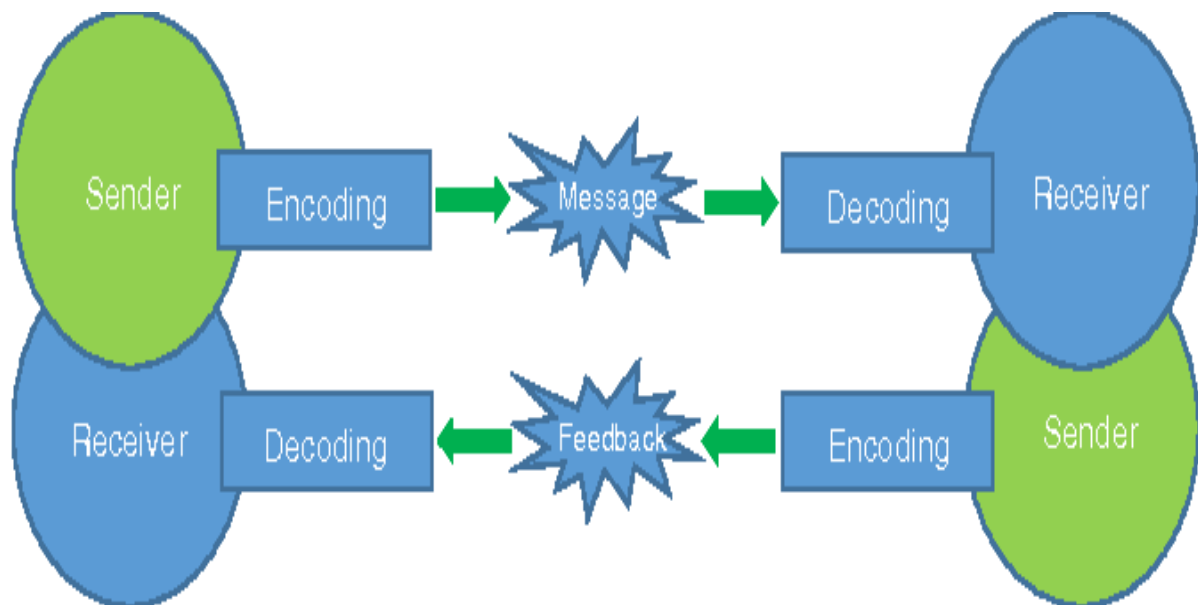 Sender
Encoding
Message
Decoding
Receiver
Receiver
Decoding
Feedback
Encoding
Sender